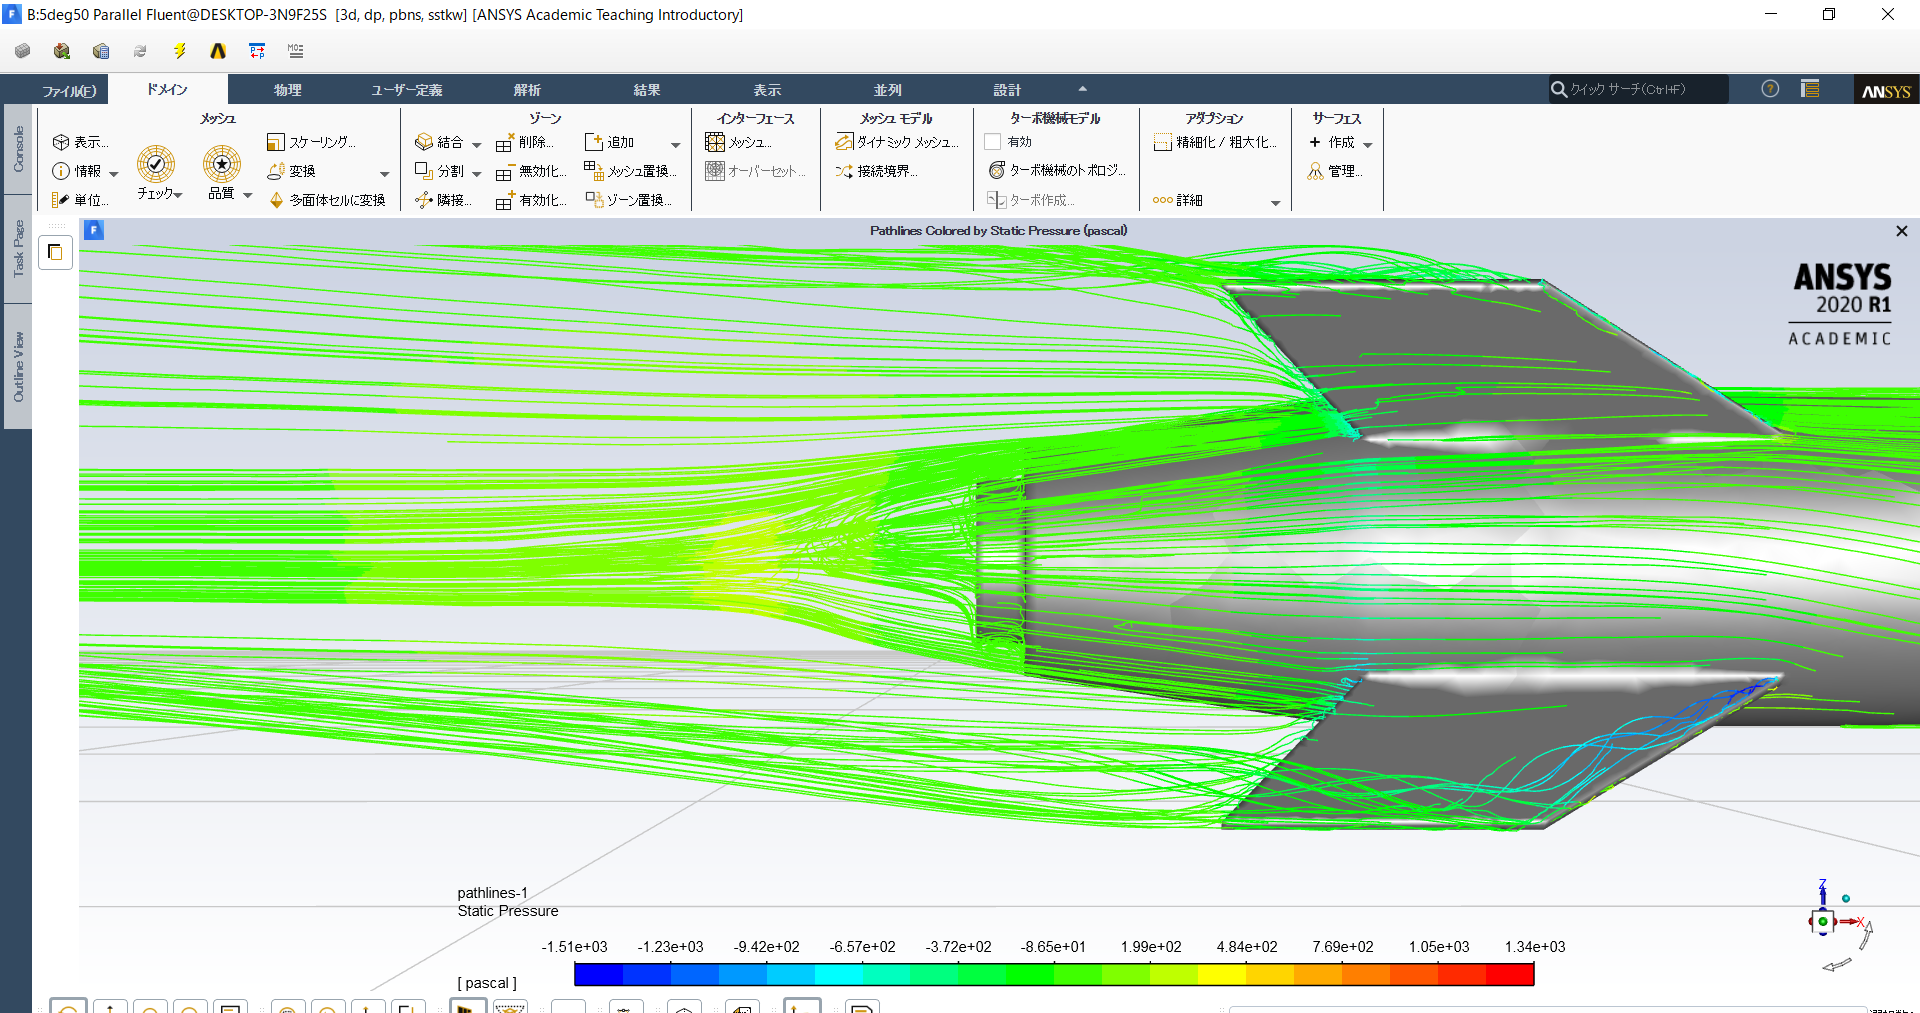 B:5deg50 Parallel Fluent@DESKTOP-3N9F25S [3d, dp, pbns, sstkw] [ANSYS Academic Teaching Introductory]
ファイル(F) ドメイン 物理 ユーザー定義 解析 結果 表示 並列 設計 クイック サーチ(Ctrl+F) ANSYS
メッシュ ゾーン インターフェース メッシュ モデル ターボ機械モデル アダプション サーフェス
表示... スケーリング... 結合 削除... 追加 メッシュ... ダイナミック メッシュ... 有効 精細化 / 粗大化... 作成
情報 チェック 品質 変換 分割 無効化... メッシュ置換... オーバーセット... 接続境界... ターボ機械のトポロジ... 管理...
単位... 多面体セルに変換 隣接... 有効化... ゾーン置換... ターボ作成... 詳細
Console
Task Page
Outline View
Pathlines Colored by Static Pressure (pascal)
ANSYS
2020 R1
ACADEMIC
pathlines-1
Static Pressure
-1.51e+03 -1.23e+03 -9.42e+02 -6.57e+02 -3.72e+02 -8.65e+01 1.99e+02 4.84e+02 7.69e+02 1.05e+03 1.34e+03
[ pascal ]
Z
X